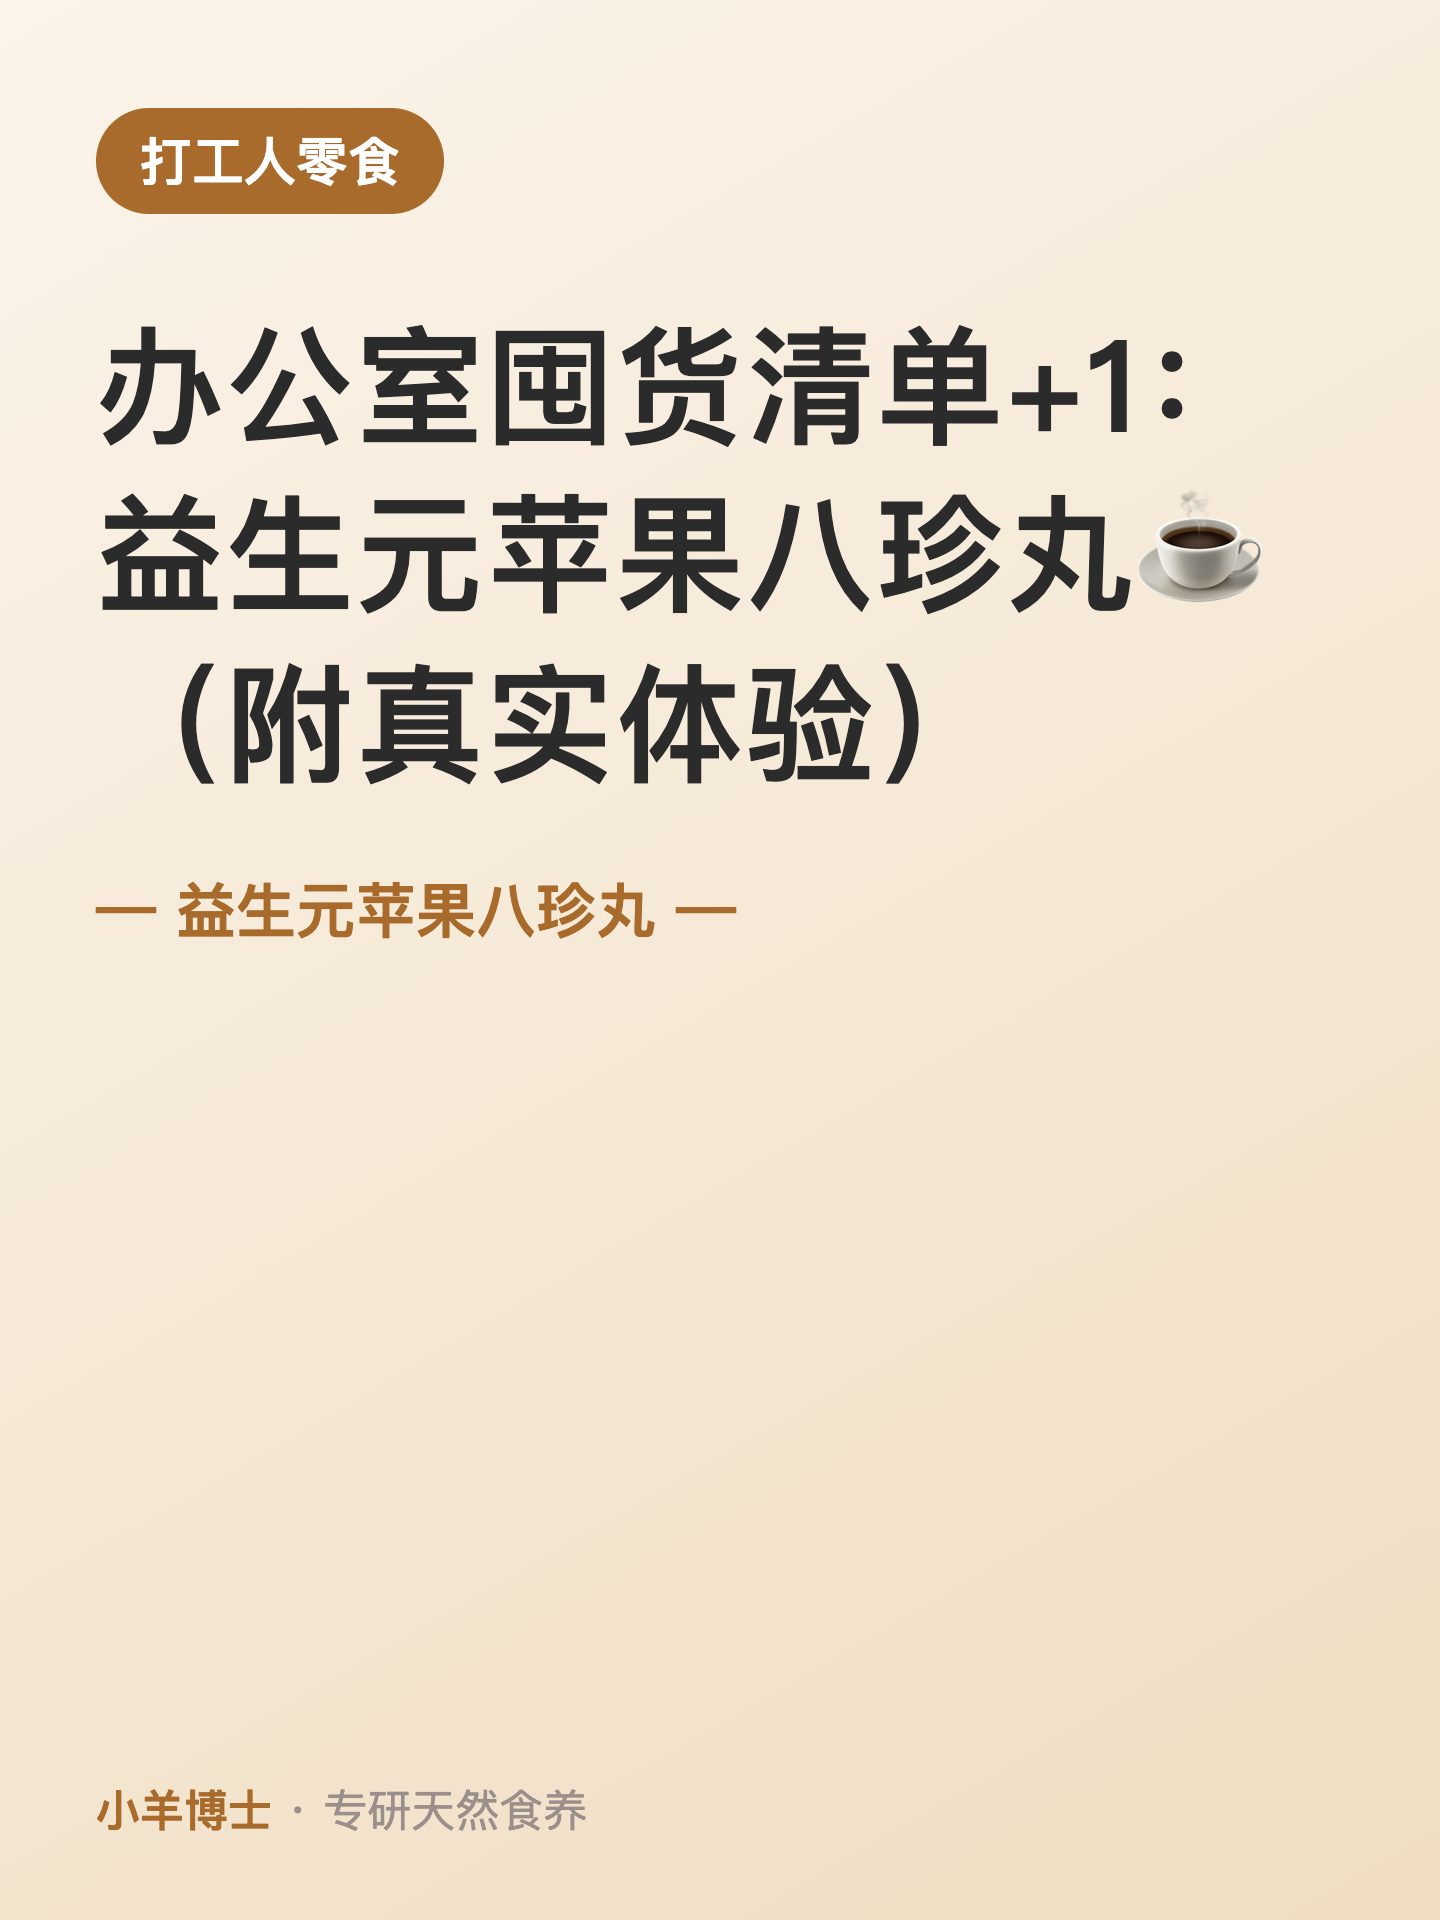 打工人零食
办公室囤货清单+1：
益生元苹果八珍丸☕
（附真实体验）
— 益生元苹果八珍丸 —
小羊博士 · 专研天然食养